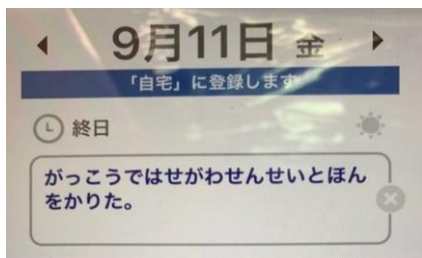 9月11日 金
「自宅」に登録します
終日
がっこうではせがわせんせいとほん
をかりた。